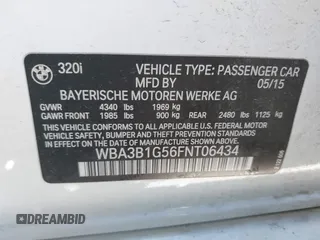 320i
VEHICLE TYPE: PASSENGER CAR
MFD BY 05/15
BAYERISCHE MOTOREN WERKE AG
GVWR 4340 lbs 1969 kg
GAWR FRONT 1985 lbs 900 kg REAR 2480 lbs 1125 kg
THIS VEHICLE CONFORMS TO ALL APPLICABLE U.S. FEDERAL MOTOR
VEHICLE SAFETY, BUMPER, AND THEFT PREVENTION STANDARDS IN
EFFECT ON THE DATE OF MANUFACTURE SHOWN ABOVE.
WBA3B1G56FNT06434